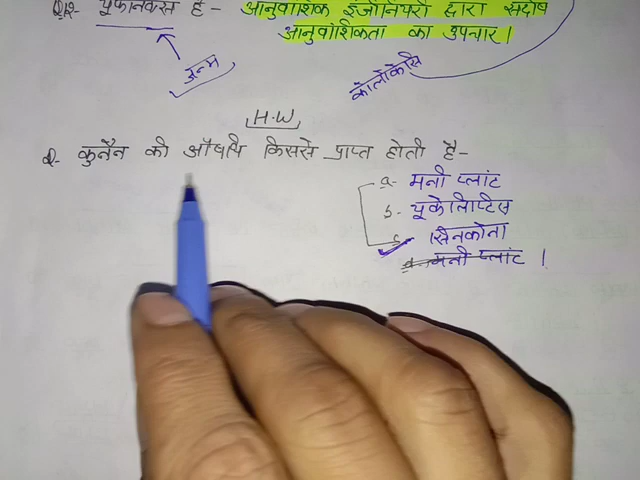 यूफेनिक्स है - आनुवांशिक इंजीनियरी द्वारा सदोष
आनुवांशिकता का उपचार।
जन्म
कोलोकेसि
H.W
Q- कुनैन की औषधि किससे प्राप्त होती है-
a- मनी प्लांट
b- यूकेलिप्टिस
c सिनकोना
d- मनी प्लांट।